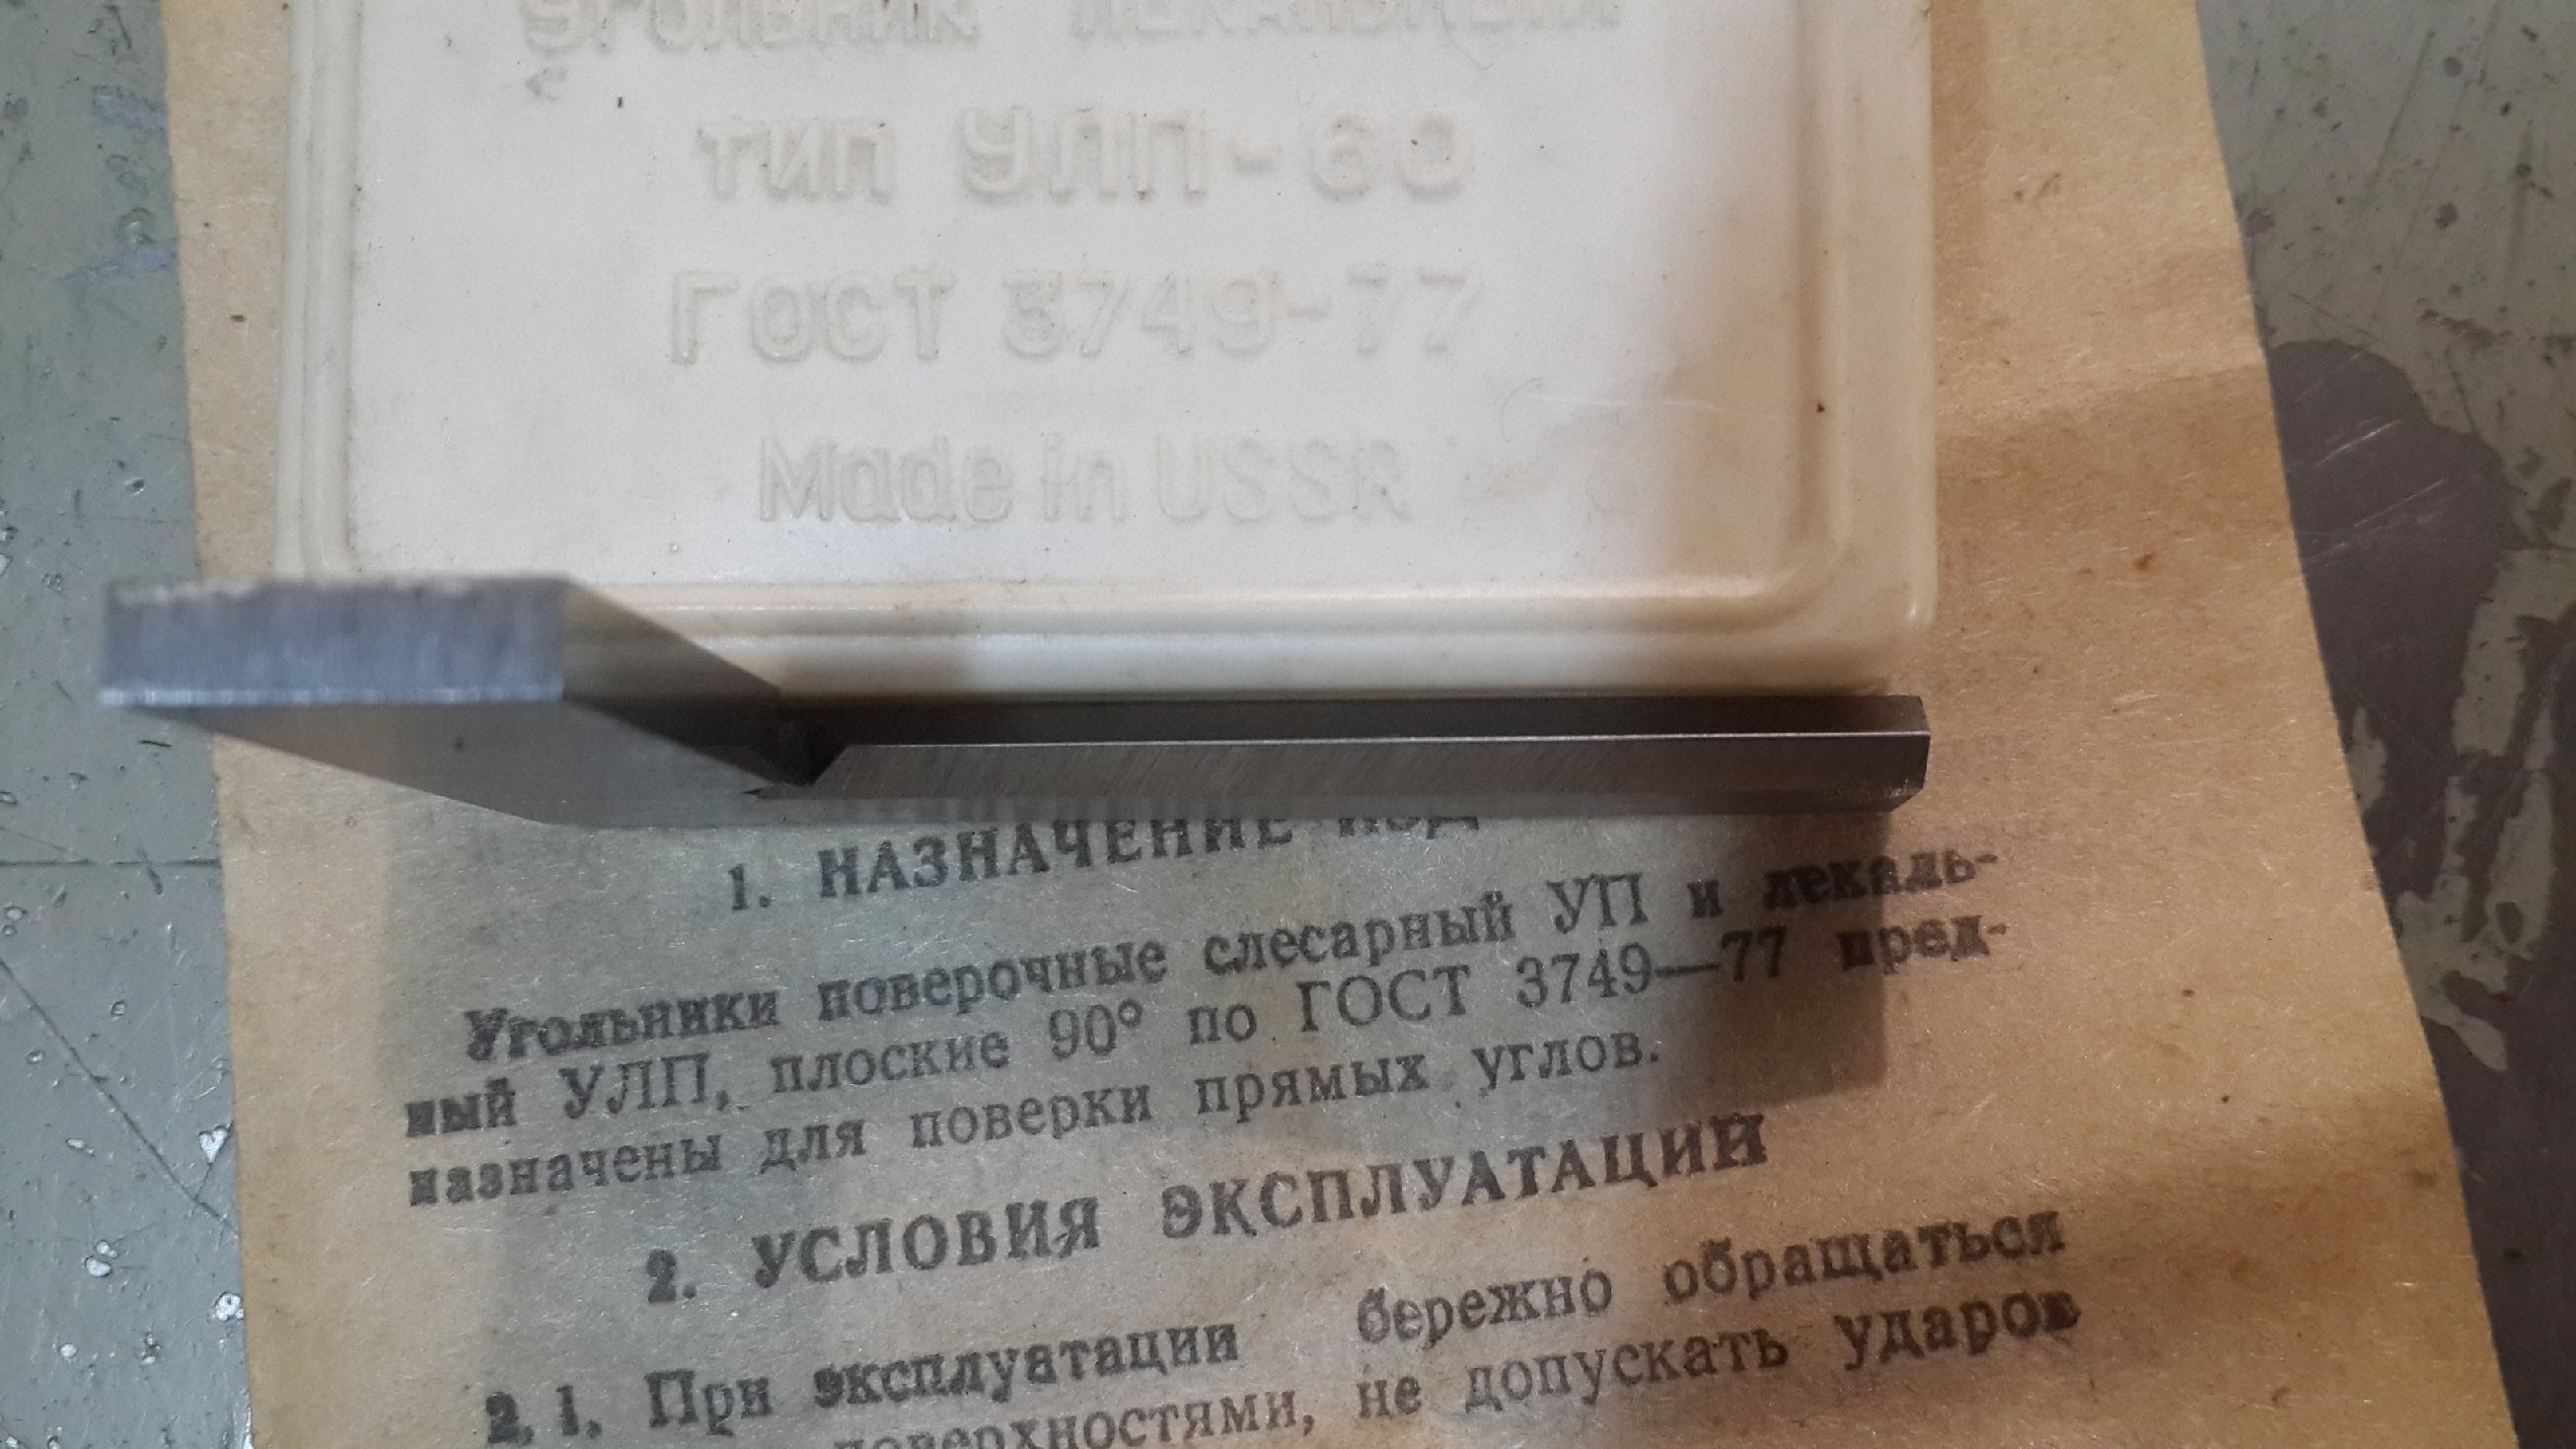 УГОЛЬНИК ЛЕКАЛЬНЫЙ
тип УЛП-60
ГОСТ 3749-77
Made in USSR
1. НАЗНАЧЕНИЕ
Угольники поверочные слесарный УП и лекаль-
ный УЛП, плоские 90° по ГОСТ 3749—77 пред-
назначены для поверки прямых углов.
2. УСЛОВИЯ ЭКСПЛУАТАЦИИ
2.1. При эксплуатации бережно обращаться
поверхностями, не допускать ударов